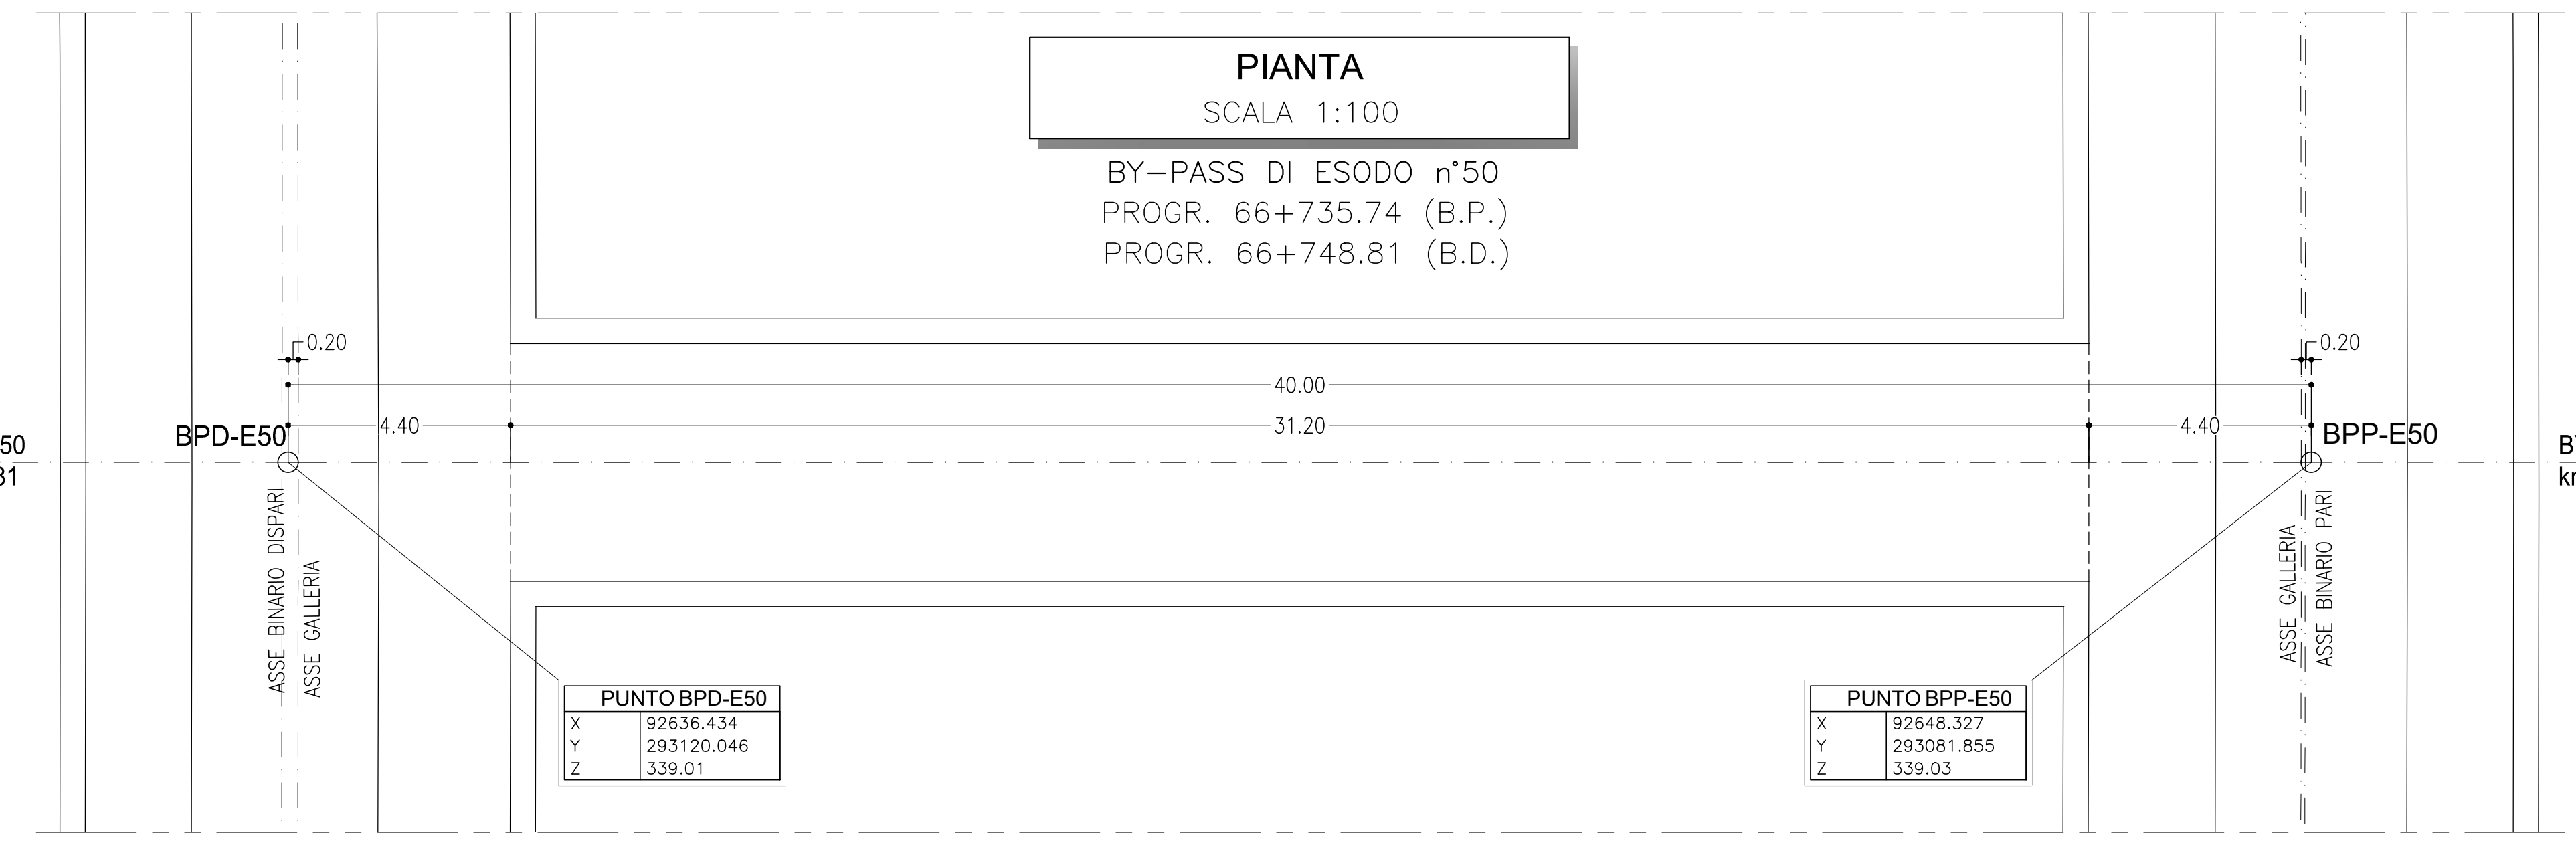 PIANTA
SCALA 1:100
BY-PASS DI ESODO n°50
PROGR. 66+735.74 (B.P.)
PROGR. 66+748.81 (B.D.)
0.20
0.20
40.00
4.40
31.20
4.40
BPD-E50
BPP-E50
50
31
ASSE BINARIO DISPARI
ASSE GALLERIA
ASSE GALLERIA
ASSE BINARIO PARI
PUNTO BPD-E50
X 92636.434
Y 293120.046
Z 339.01
PUNTO BPP-E50
X 92648.327
Y 293081.855
Z 339.03